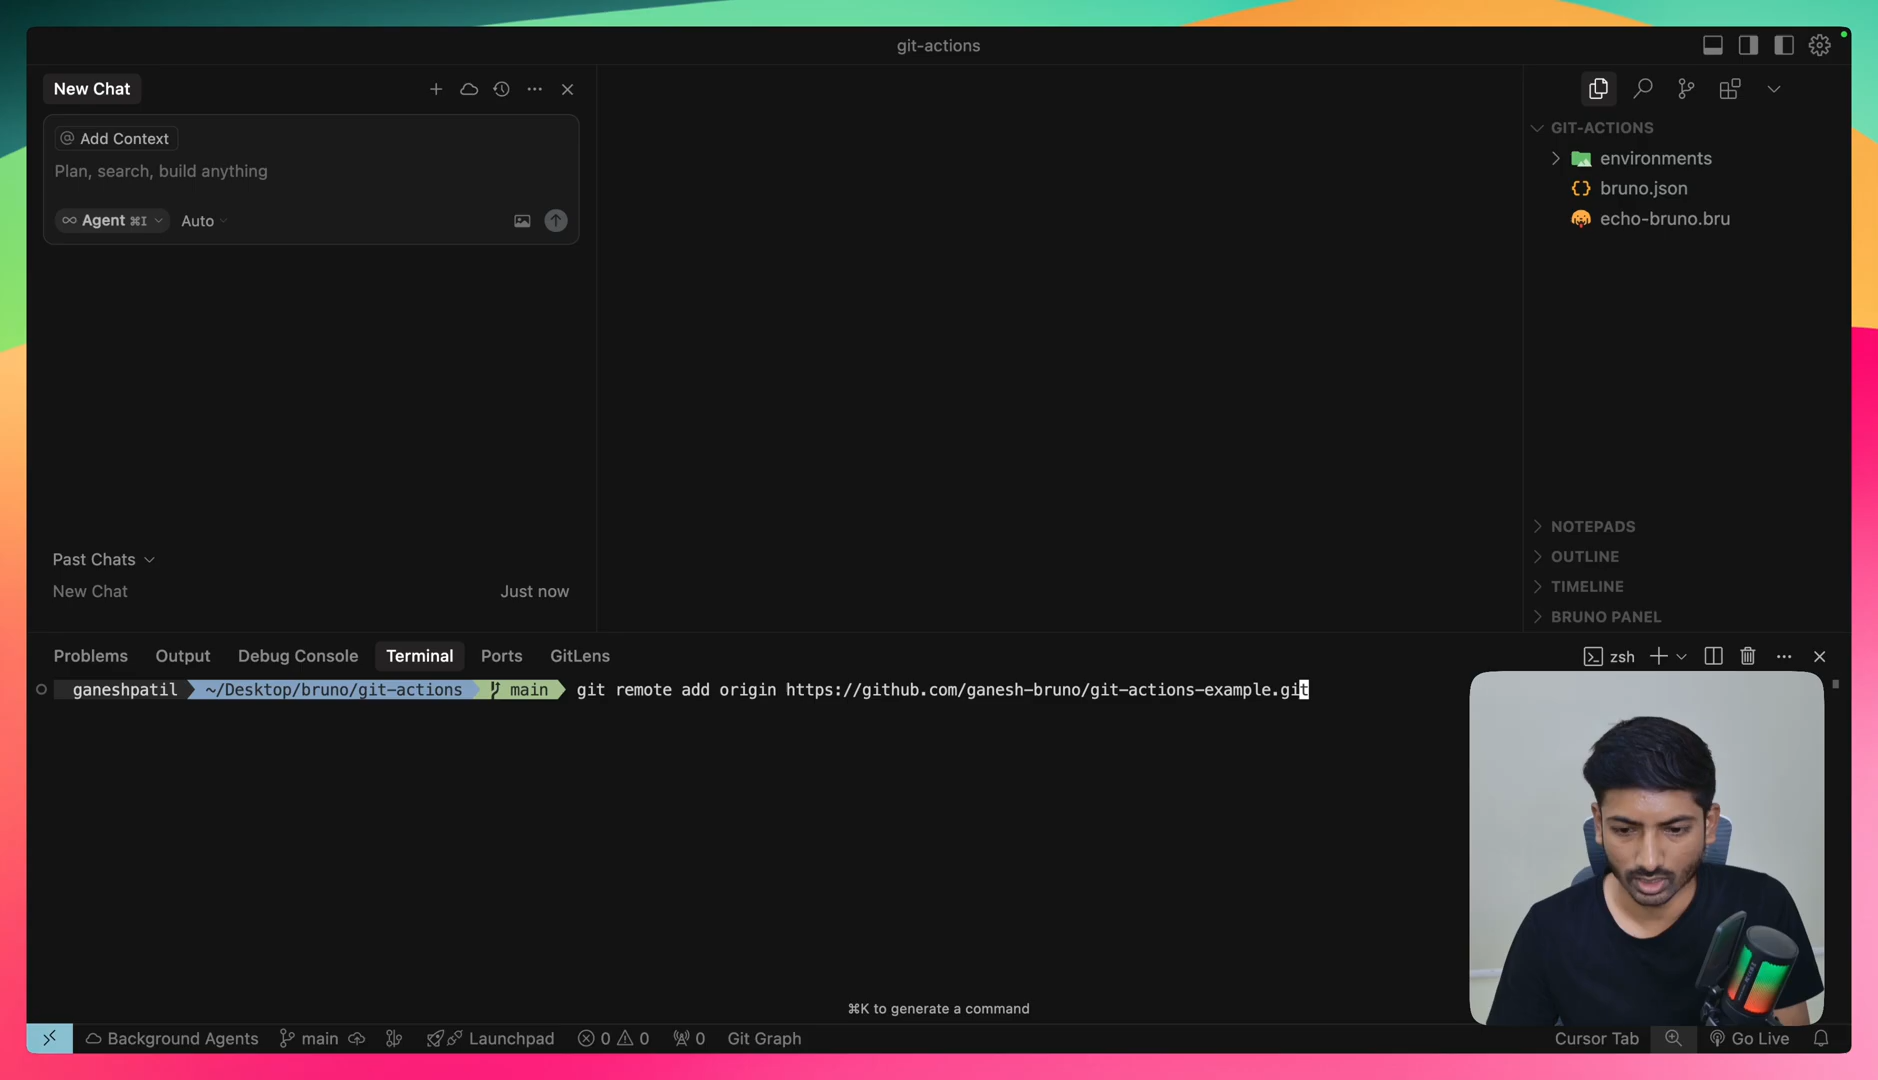 git-actions
New Chat
@ Add Context
Plan, search, build anything
∞ Agent ⌘I Auto
GIT-ACTIONS
environments
{} bruno.json
echo-bruno.bru
Past Chats
New Chat Just now
NOTEPADS
OUTLINE
TIMELINE
BRUNO PANEL
Problems Output Debug Console Terminal Ports GitLens zsh
ganeshpatil ~/Desktop/bruno/git-actions main git remote add origin https://github.com/ganesh-bruno/git-actions-example.git
⌘K to generate a command
Background Agents main Launchpad 0 0 0 Git Graph Cursor Tab Go Live